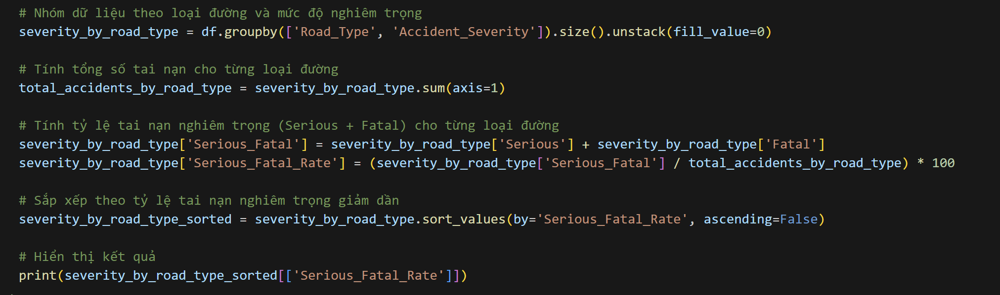 # Nhóm dữ liệu theo loại đường và mức độ nghiêm trọng
severity_by_road_type = df.groupby(['Road_Type', 'Accident_Severity']).size().unstack(fill_value=0)
# Tính tổng số tai nạn cho từng loại đường
total_accidents_by_road_type = severity_by_road_type.sum(axis=1)
# Tính tỷ lệ tai nạn nghiêm trọng (Serious + Fatal) cho từng loại đường
severity_by_road_type['Serious_Fatal'] = severity_by_road_type['Serious'] + severity_by_road_type['Fatal']
severity_by_road_type['Serious_Fatal_Rate'] = (severity_by_road_type['Serious_Fatal'] / total_accidents_by_road_type) * 100
# Sắp xếp theo tỷ lệ tai nạn nghiêm trọng giảm dần
severity_by_road_type_sorted = severity_by_road_type.sort_values(by='Serious_Fatal_Rate', ascending=False)
# Hiển thị kết quả
print(severity_by_road_type_sorted[['Serious_Fatal_Rate']])